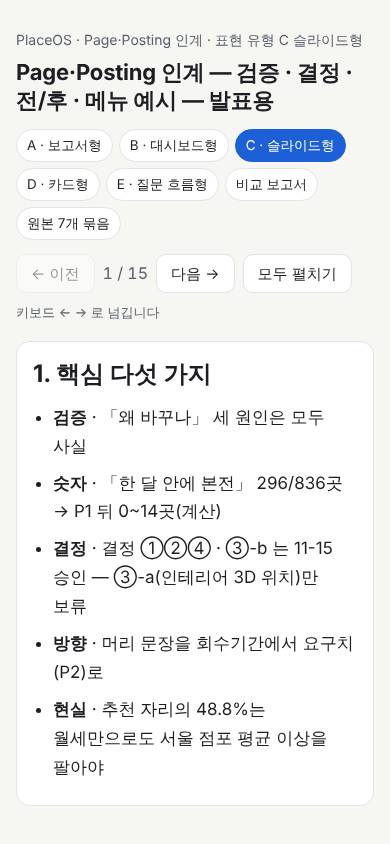 PlaceOS · Page·Posting 인계 · 표현 유형 C 슬라이드형
Page·Posting 인계 — 검증 · 결정 ·
전/후 · 메뉴 예시 — 발표용
A · 보고서형
B · 대시보드형
C · 슬라이드형
D · 카드형
E · 질문 흐름형
비교 보고서
원본 7개 묶음
← 이전
1 / 15
다음 →
모두 펼치기
키보드 ← → 로 넘깁니다
1. 핵심 다섯 가지
• 검증 · 「왜 바꾸나」 세 원인은 모두
사실
• 숫자 · 「한 달 안에 본전」 296/836곳
→ P1 뒤 0~14곳(계산)
• 결정 · 결정 ①②④ · ③-b 는 11-15
승인 — ③-a(인테리어 3D 위치)만
보류
• 방향 · 머리 문장을 회수기간에서 요구치
(P2)로
• 현실 · 추천 자리의 48.8%는
월세만으로도 서울 점포 평균 이상을
팔아야